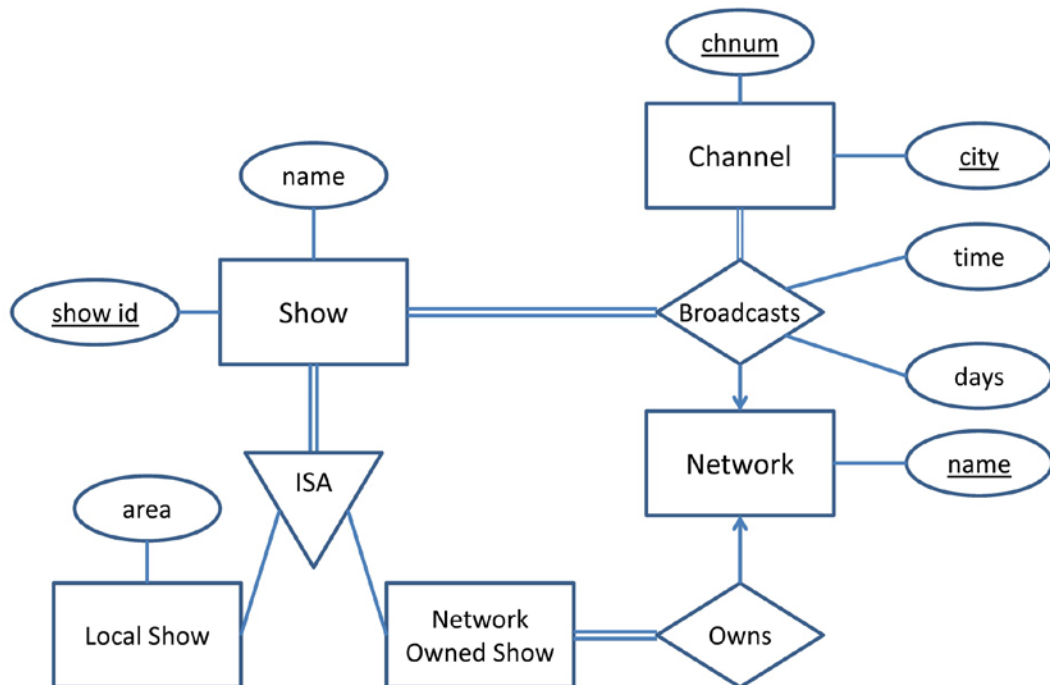 chnum
Channel
city
name
time
show id
Show
Broadcasts
days
Network
name
ISA
area
Local Show
Network
Owned Show
Owns